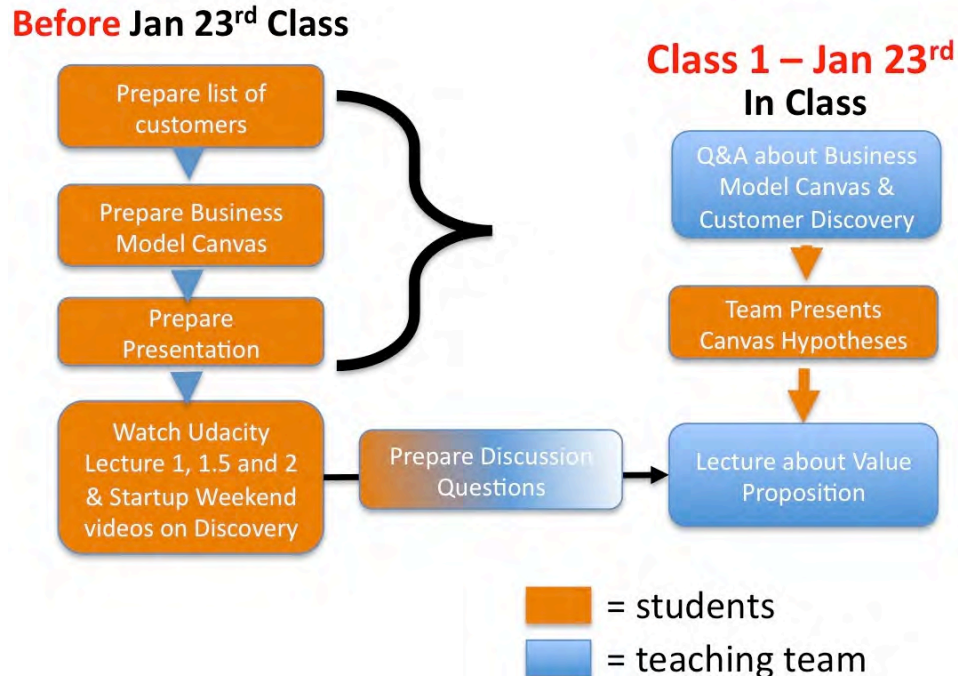 Before Jan 23rd Class
Prepare list of
customers
Prepare Business
Model Canvas
Prepare
Presentation
Watch Udacity
Lecture 1, 1.5 and 2
& Startup Weekend
videos on Discovery
Prepare Discussion
Questions
Class 1 – Jan 23rd
In Class
Q&A about Business
Model Canvas &
Customer Discovery
Team Presents
Canvas Hypotheses
Lecture about Value
Proposition
= students
= teaching team